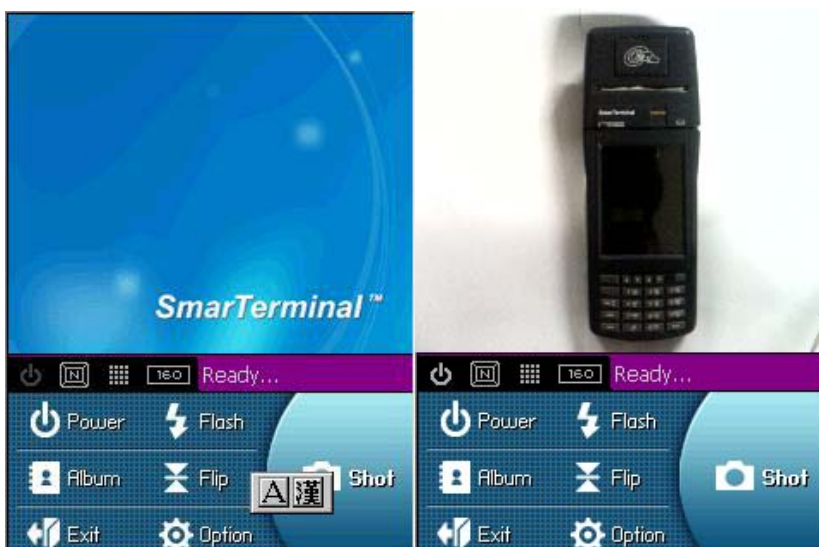 SmarTerminal™
N 160 Ready...
Power Flash
Album Flip A漢 Shot
Exit Option
SmarTerminal
N 160 Ready...
Power Flash
Album Flip Shot
Exit Option